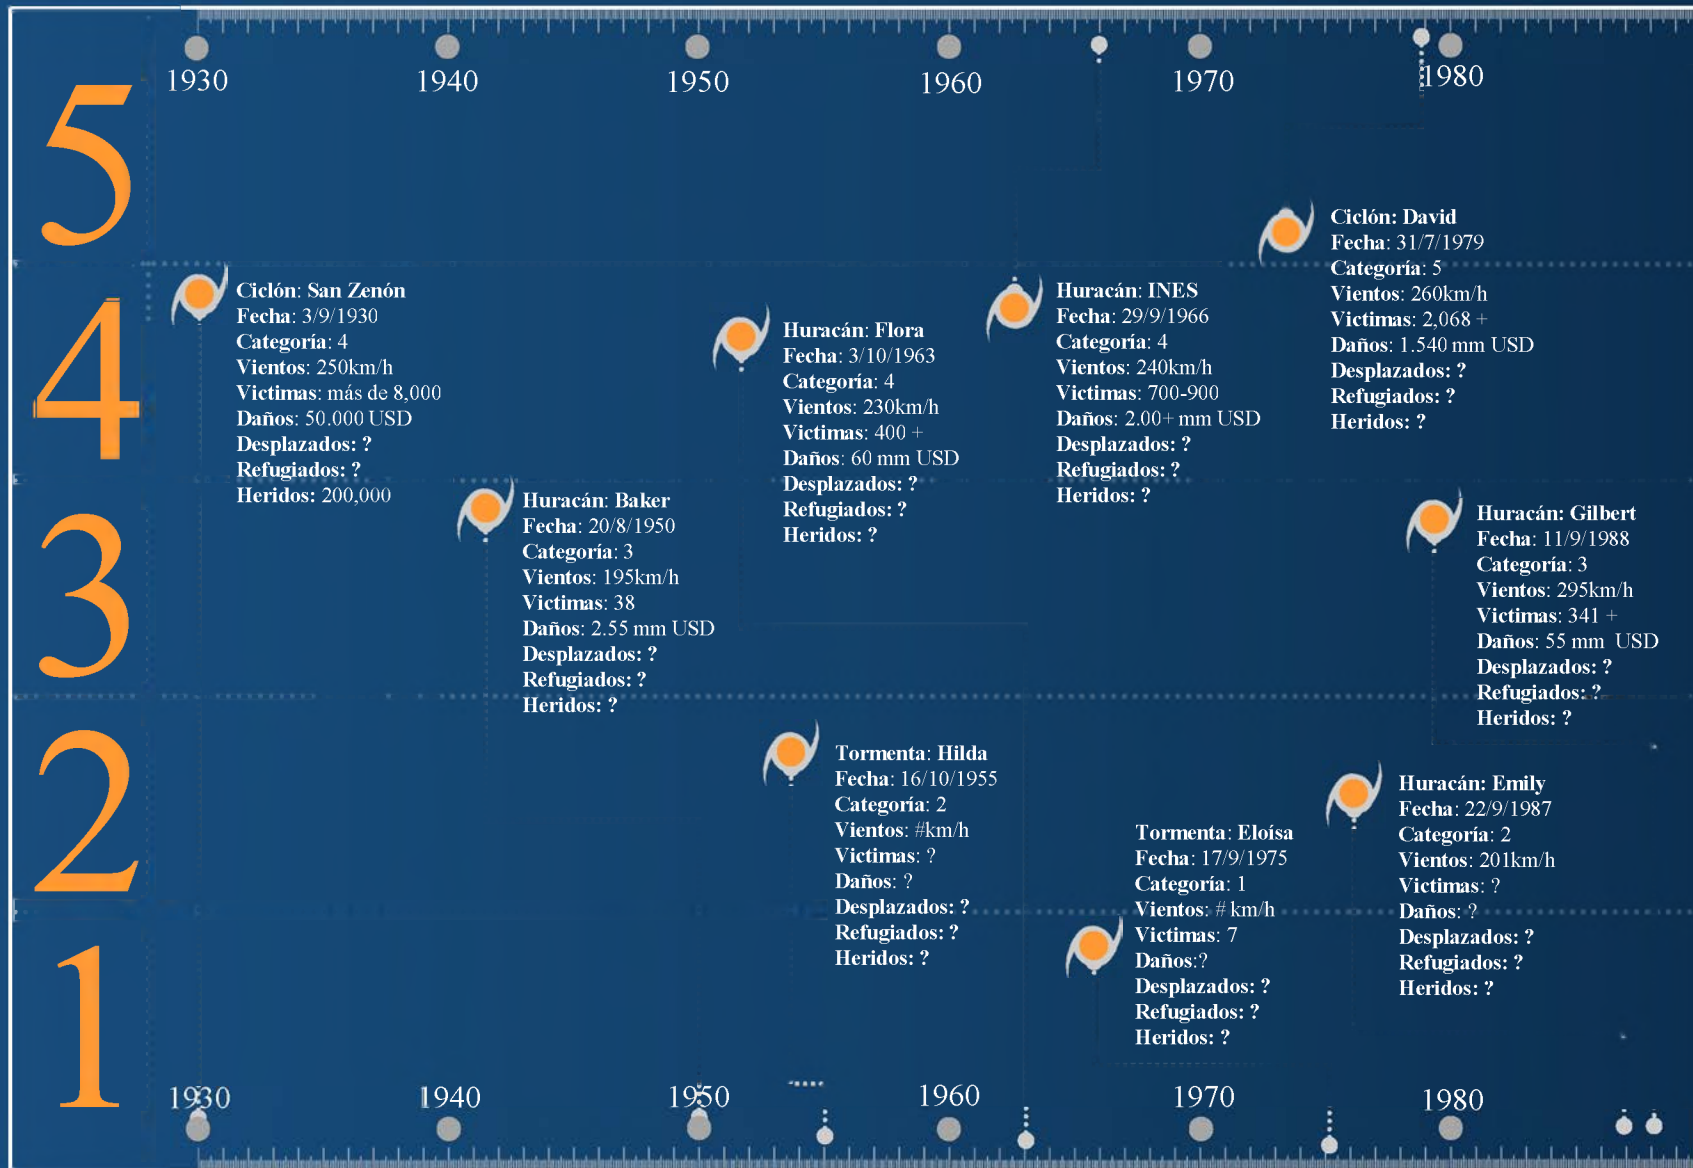 1930 1940 1950 1960 1970 1980
5
4
3
2
1
Ciclón: San Zenón
Fecha: 3/9/1930
Categoría: 4
Vientos: 250km/h
Victimas: más de 8,000
Daños: 50.000 USD
Desplazados: ?
Refugiados: ?
Heridos: 200,000
Huracán: Baker
Fecha: 20/8/1950
Categoría: 3
Vientos: 195km/h
Victimas: 38
Daños: 2.55 mm USD
Desplazados: ?
Refugiados: ?
Heridos: ?
Huracán: Flora
Fecha: 3/10/1963
Categoría: 4
Vientos: 230km/h
Victimas: 400 +
Daños: 60 mm USD
Desplazados: ?
Refugiados: ?
Heridos: ?
Tormenta: Hilda
Fecha: 16/10/1955
Categoría: 2
Vientos: #km/h
Victimas: ?
Daños: ?
Desplazados: ?
Refugiados: ?
Heridos: ?
Huracán: INES
Fecha: 29/9/1966
Categoría: 4
Vientos: 240km/h
Victimas: 700-900
Daños: 2.00+ mm USD
Desplazados: ?
Refugiados: ?
Heridos: ?
Tormenta: Eloísa
Fecha: 17/9/1975
Categoría: 1
Vientos: # km/h
Victimas: 7
Daños:?
Desplazados: ?
Refugiados: ?
Heridos: ?
Ciclón: David
Fecha: 31/7/1979
Categoría: 5
Vientos: 260km/h
Victimas: 2,068 +
Daños: 1.540 mm USD
Desplazados: ?
Refugiados: ?
Heridos: ?
Huracán: Gilbert
Fecha: 11/9/1988
Categoría: 3
Vientos: 295km/h
Victimas: 341 +
Daños: 55 mm USD
Desplazados: ?
Refugiados: ?
Heridos: ?
Huracán: Emily
Fecha: 22/9/1987
Categoría: 2
Vientos: 201km/h
Victimas: ?
Daños: ?
Desplazados: ?
Refugiados: ?
Heridos: ?
1930 1940 1950 1960 1970 1980